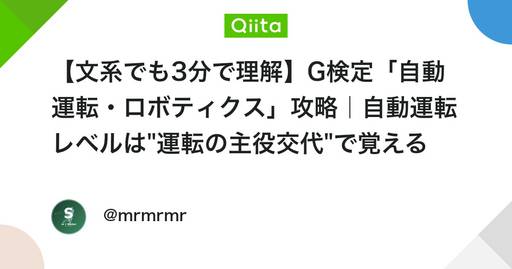 Qiita
【文系でも3分で理解】G検定「自動
運転・ロボティクス」攻略｜自動運転
レベルは"運転の主役交代"で覚える
@mrmrmr